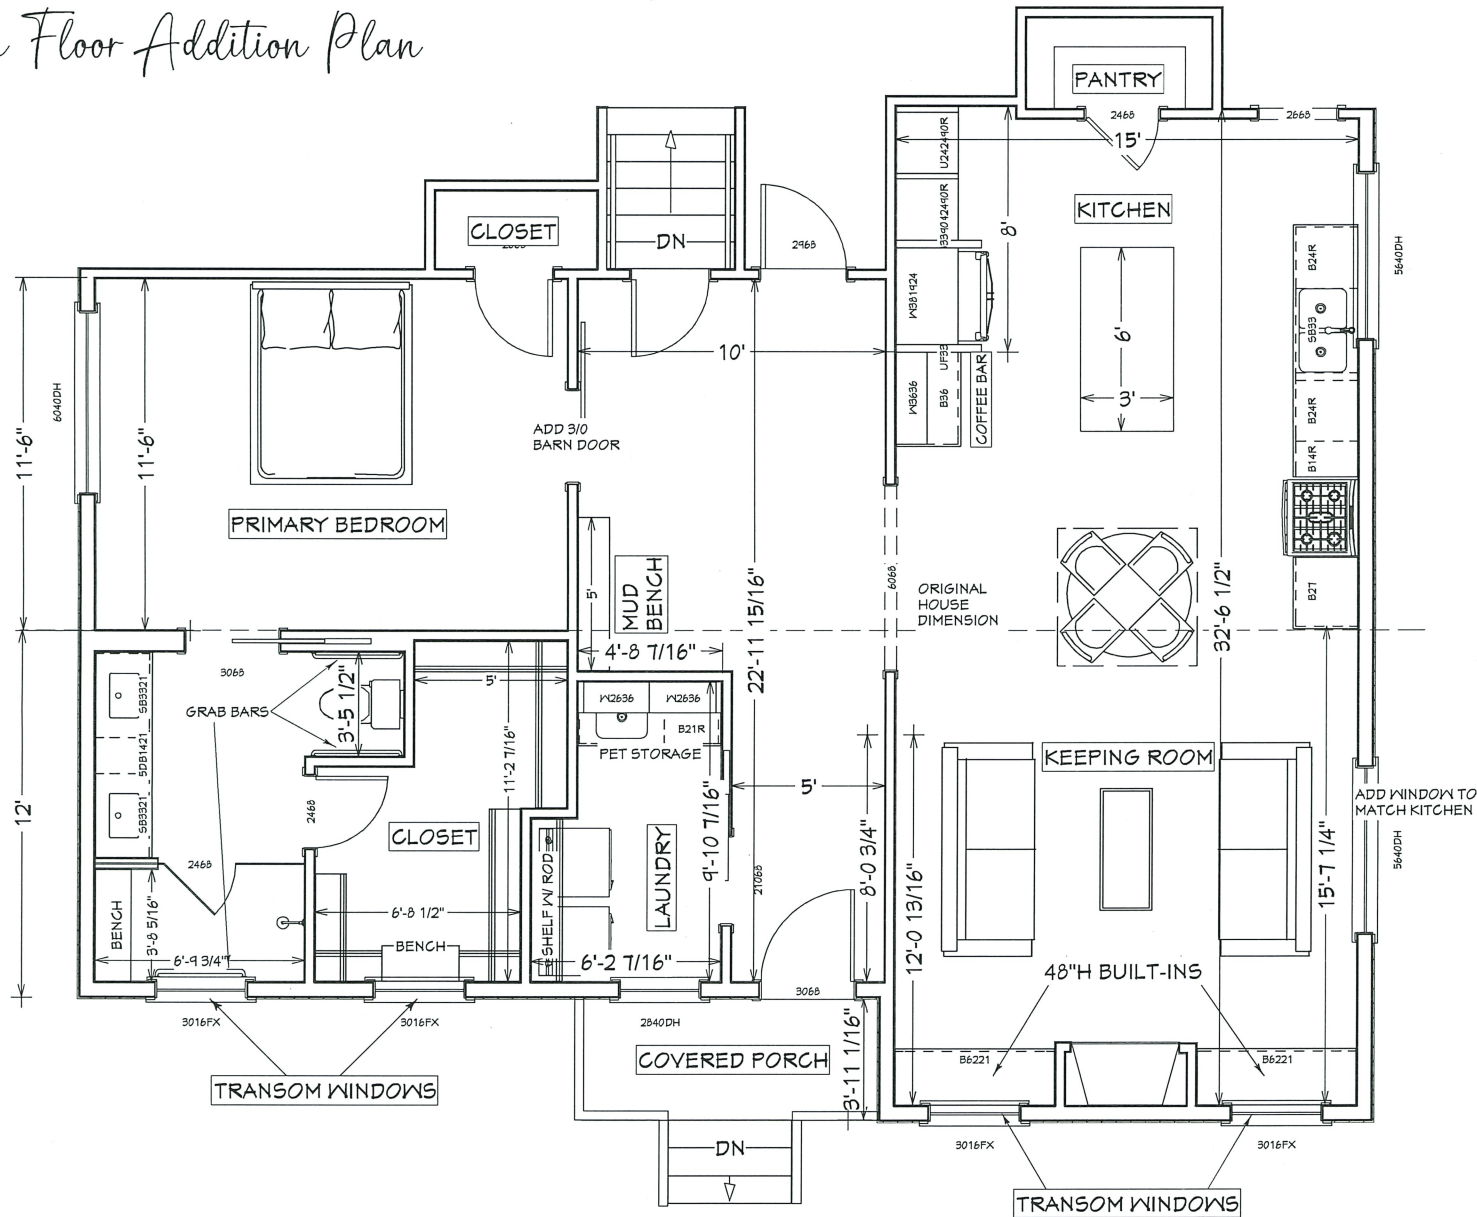 Floor Addition Plan
PANTRY
2468
2668
15'
U242490R
KITCHEN
339042490R
8'
CLOSET
DN
2968
5640DH
B24R
W381924
SB33
6'
10'
6040DH
11'-6"
11'-6"
UF33
3'
W3636
B36
COFFEE BAR
B24R
ADD 3/0
BARN DOOR
B14R
PRIMARY BEDROOM
MUD
BENCH
5'
22'-11 15/16"
6068
ORIGINAL
HOUSE
DIMENSION
32'-6 1/2"
B27
4'-8 7/16"
3068
5'
SB3321
3'-5 1/2"
GRAB BARS
W2636
W2636
B21R
PET STORAGE
SDB1421
11'-2 7/16"
9'-10 7/16"
5'
KEEPING ROOM
ADD WINDOW TO
MATCH KITCHEN
12'
SB3321
2468
CLOSET
LAUNDRY
8'-0 3/4"
15'-7 1/4"
5640DH
2468
21068
SHELF W/ ROD
BENCH
3'-8 5/16"
6'-8 1/2"
12'-0 13/16"
BENCH
6'-9 3/4"
6'-2 7/16"
48"H BUILT-INS
3068
3016FX
3016FX
2840DH
COVERED PORCH
3'-11 1/16"
B6221
B6221
TRANSOM WINDOWS
DN
3016FX
3016FX
TRANSOM WINDOWS